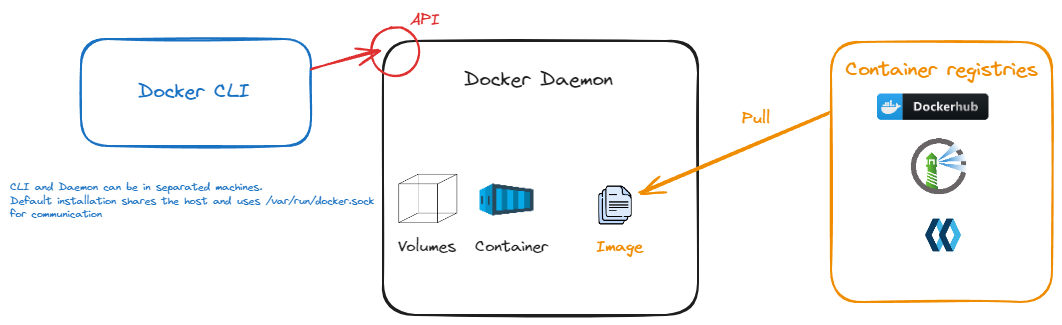 API
Docker CLI
Docker Daemon
Container registries
Dockerhub
Pull
CLI and Daemon can be in separated machines.
Default installation shares the host and uses /var/run/docker.sock
for communication
Volumes
Container
Image